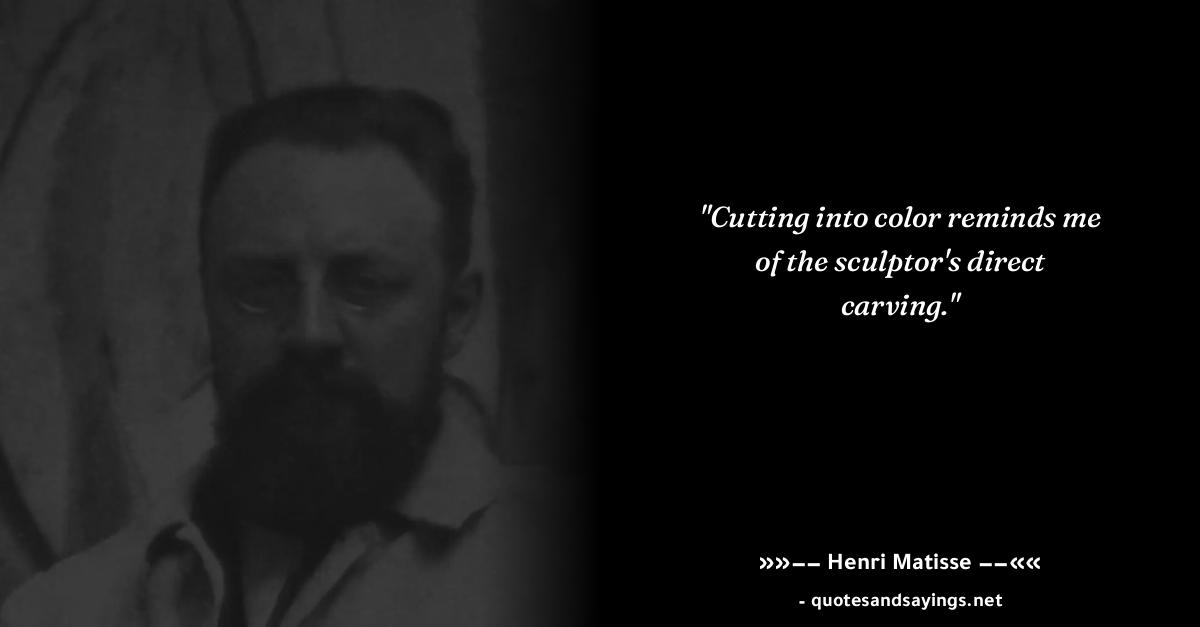 "Cutting into color reminds me
of the sculptor's direct
carving."
»»−− Henri Matisse −−««
- quotesandsayings.net